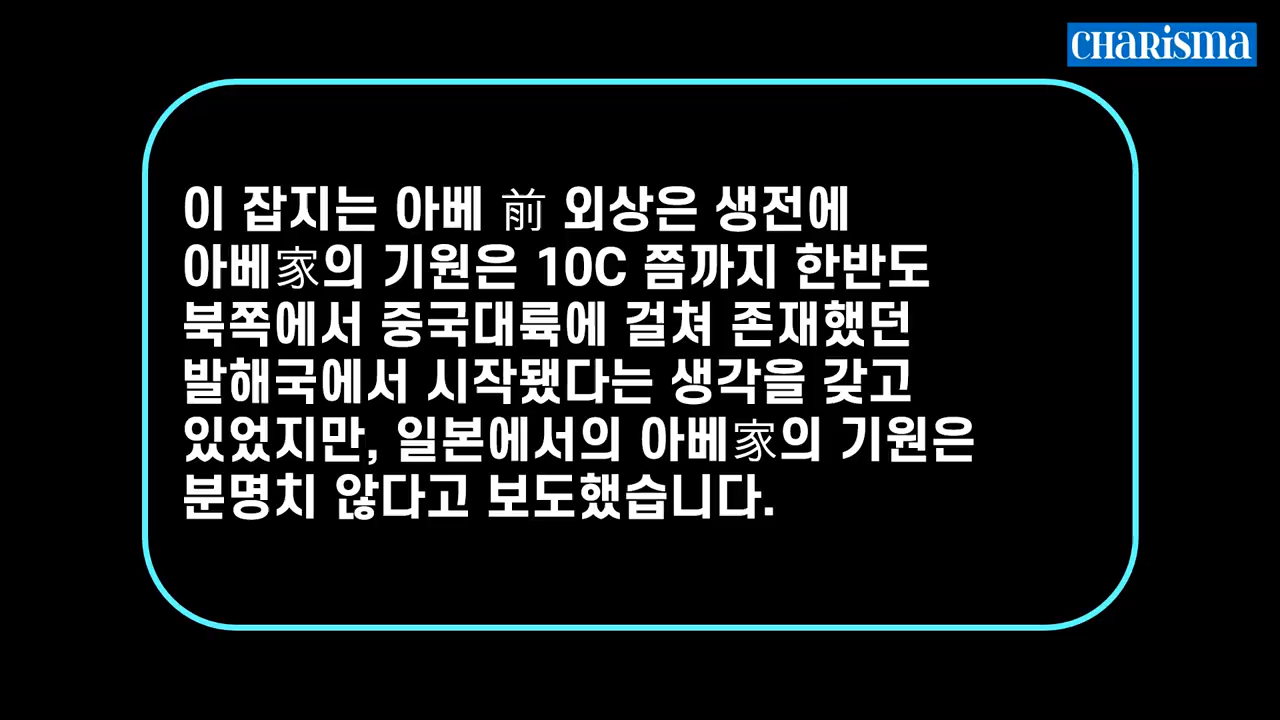 CHARISMA
이 잡지는 아베 前 외상은 생전에
아베家의 기원은 10C 쯤까지 한반도
북쪽에서 중국대륙에 걸쳐 존재했던
발해국에서 시작됐다는 생각을 갖고
있었지만, 일본에서의 아베家의 기원은
분명치 않다고 보도했습니다.